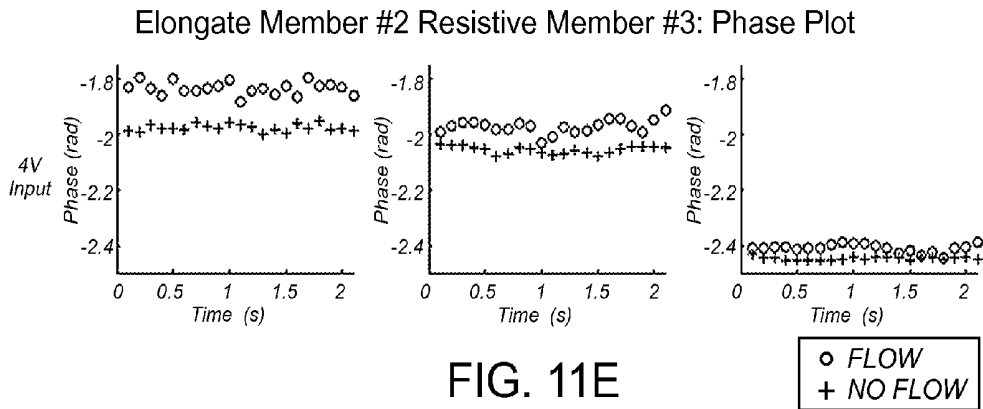 Elongate Member #2 Resistive Member #3: Phase Plot
4V
Input
Phase (rad)
-1.8
-2
-2.2
-2.4
0 0.5 1 1.5 2
Time (s)
Phase (rad)
-1.8
-2
-2.2
-2.4
0 0.5 1 1.5 2
Time (s)
Phase (rad)
-1.8
-2
-2.2
-2.4
0 0.5 1 1.5 2
Time (s)
FIG. 11E
FLOW
NO FLOW